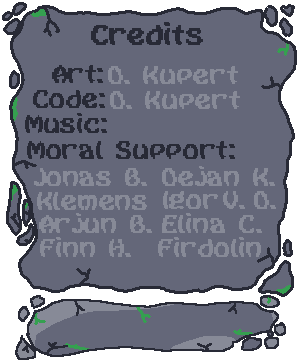 Credits
Art: O. Kupert
Code: O. Kupert
Music:
Moral Support:
Jonas B. Dejan K.
Klemens Igor V. O.
Arjun B. Elina C.
Finn H. Firdolin